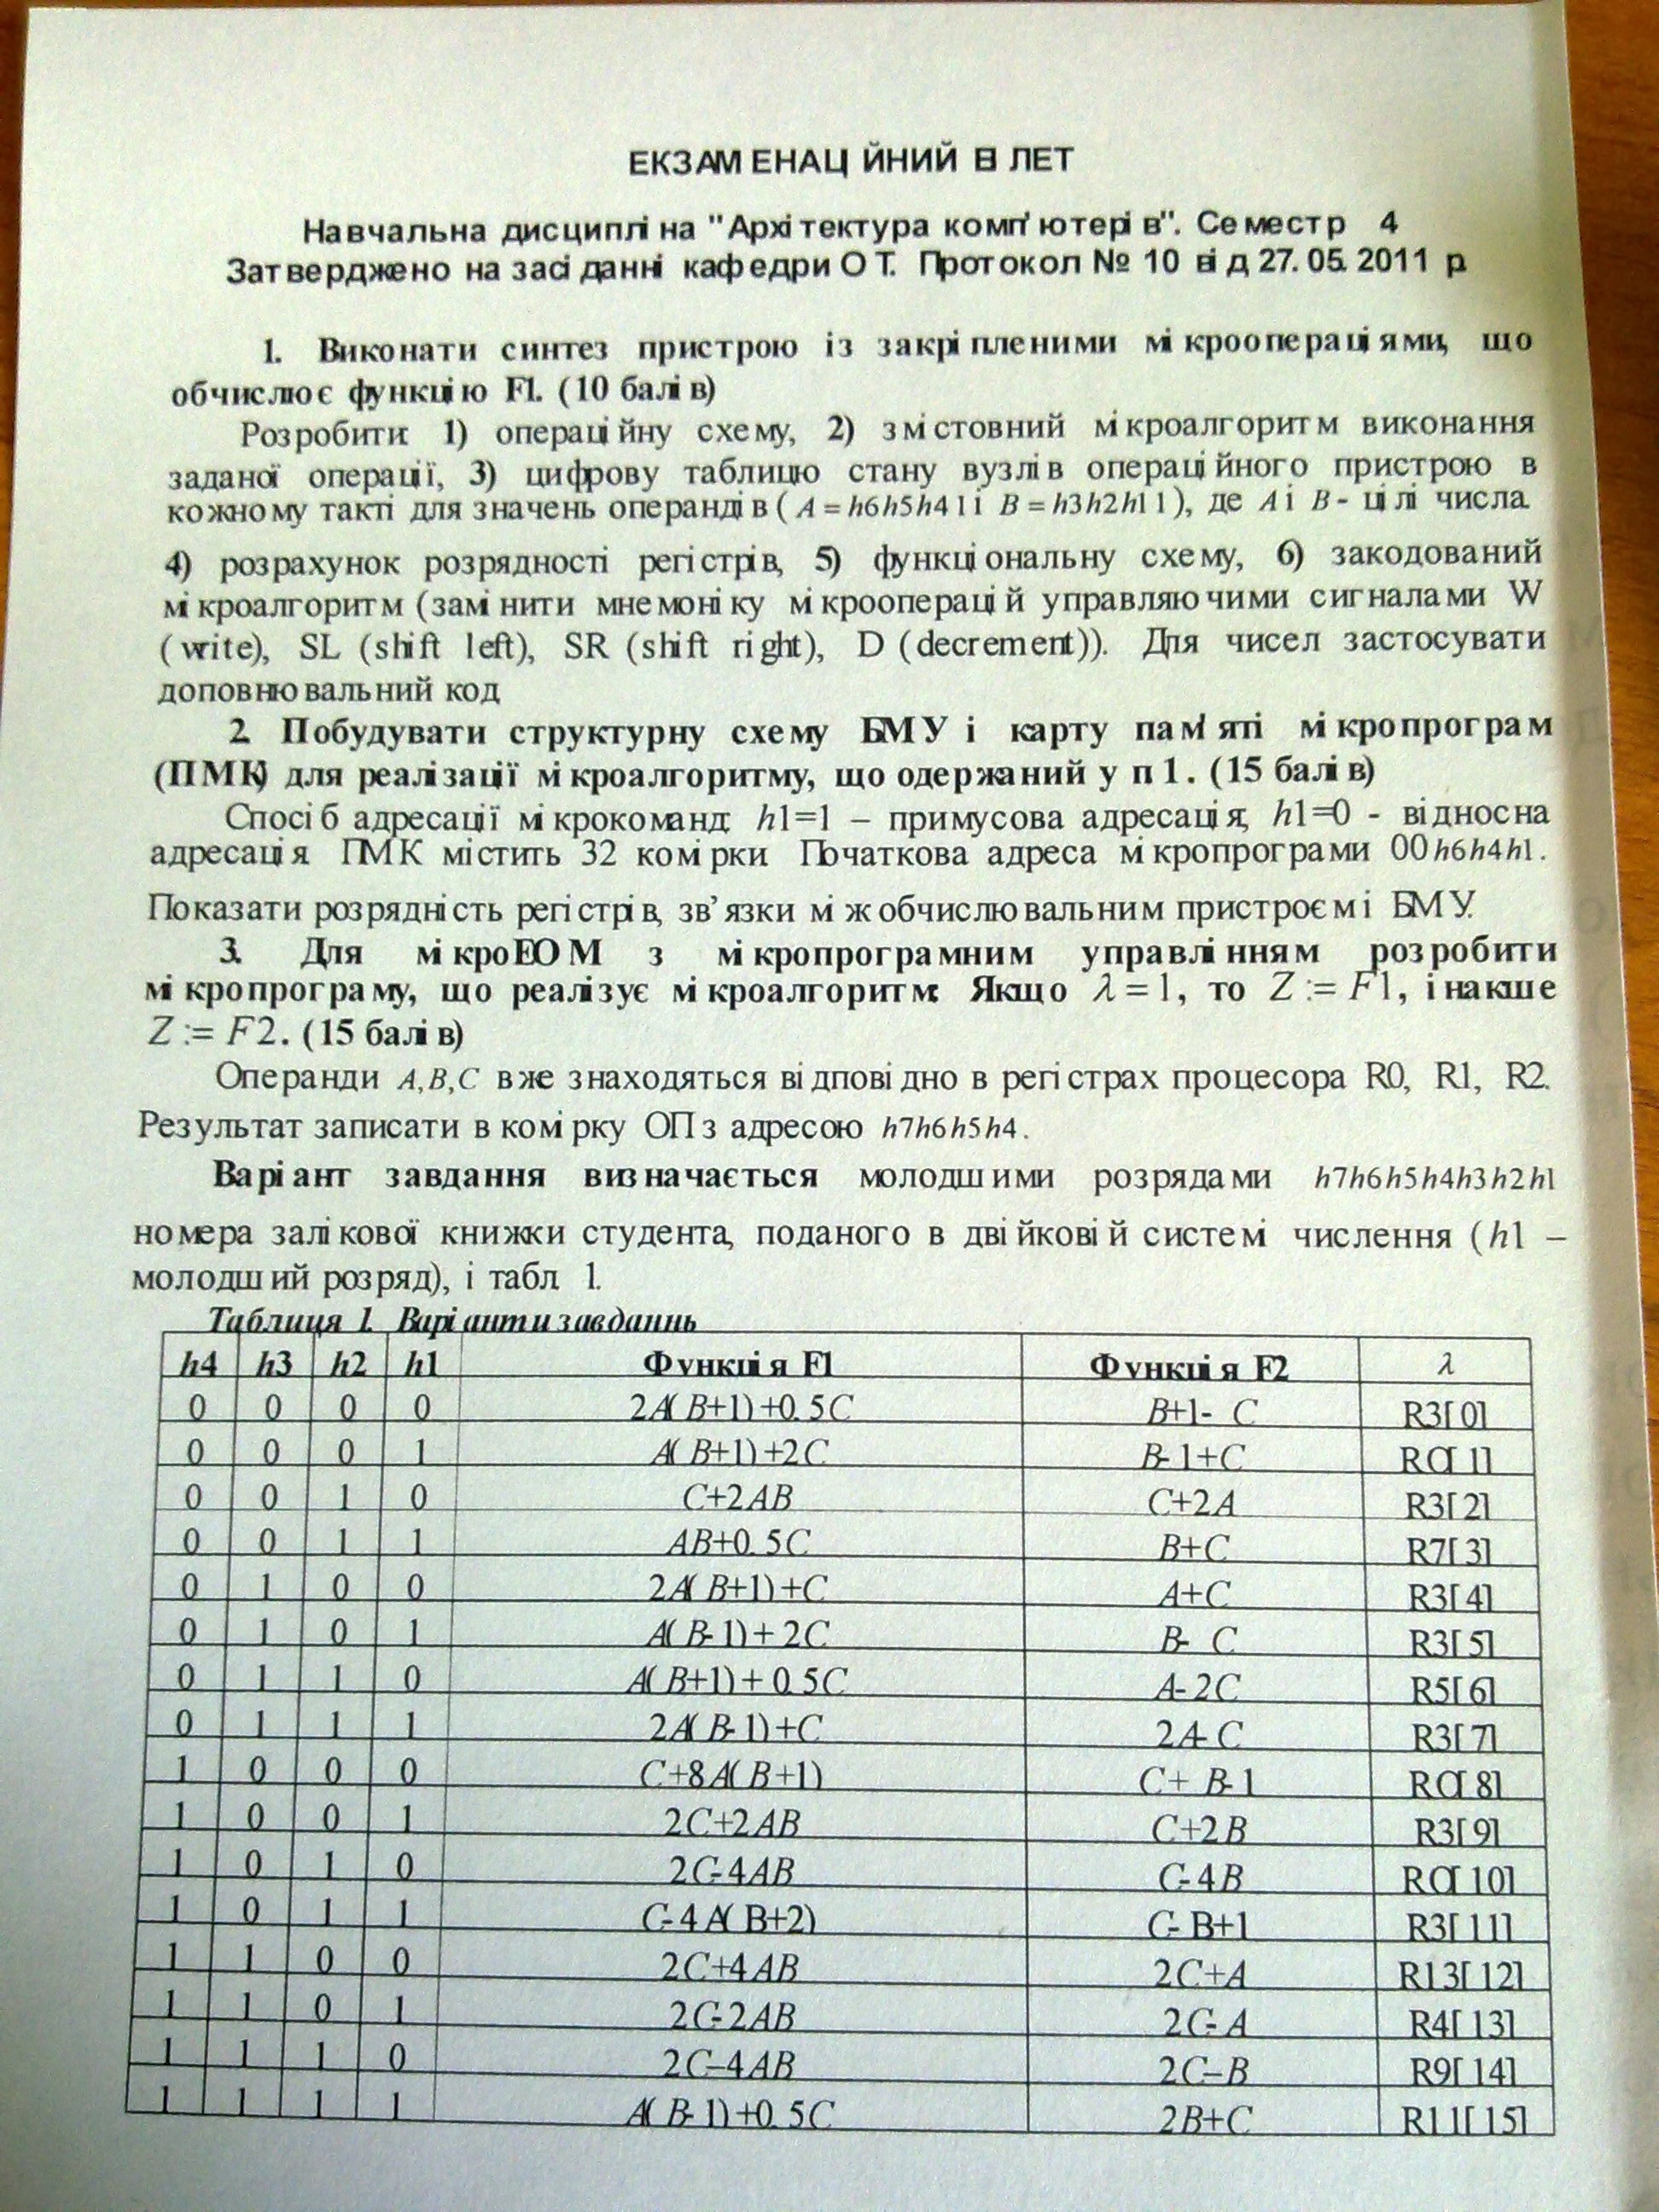 ЕКЗАМЕНАЦІЙНИЙ БІЛЕТ
Навчальна дисципліна "Архітектура комп'ютерів". Семестр 4
Затверджено на засіданні кафедри ОТ. Протокол № 10 від 27.05.2011 р.
1. Виконати синтез пристрою із закріпленими мікроопераціями, що
обчислює функцію F1. (10 балів)
Розробити: 1) операційну схему, 2) змістовний мікроалгоритм виконання
заданої операції, 3) цифрову таблицю стану вузлів операційного пристрою в
кожному такті для значень операндів ( A = h6h5h4 1 і B = h3h2h1 1 ), де A і B - цілі числа.
4) розрахунок розрядності регістрів, 5) функціональну схему, 6) закодований
мікроалгоритм (замінити мнемоніку мікрооперацій управляючими сигналами W
(write), SL (shift left), SR (shift right), D (decrement)). Для чисел застосувати
доповнювальний код
2. Побудувати структурну схему БМУ і карту пам'яті мікропрограм
(ПМК) для реалізації мікроалгоритму, що одержаний у п 1. (15 балів)
Спосіб адресації мікрокоманд: h1=1 – примусова адресація, h1=0 - відносна
адресація ПМК містить 32 комірки Початкова адреса мікропрограми 00h6h4h1.
Показати розрядність регістрів, зв'язки між обчислювальним пристроєм і БМУ.
3. Для мікроЕОМ з мікропрограмним управлінням розробити
мікропрограму, що реалізує мікроалгоритм: Якщо λ = 1, то Z := F1, інакше
Z := F2. (15 балів)
Операнди A,B,C вже знаходяться відповідно в регістрах процесора R0, R1, R2.
Результат записати в комірку ОП з адресою h7h6h5h4.
Варіант завдання визначається молодшими розрядами h7h6h5h4h3h2h1
номера залікової книжки студента, поданого в двійковій системі числення (h1 –
молодший розряд), і табл 1.
Таблиця 1. Варіанти завдань
h4 h3 h2 h1 Функція F1 Функція F2 λ
0 0 0 0 2A(B+1)+0.5C B+1- C R3[0]
0 0 0 1 A(B+1)+2C B-1+C R0[1]
0 0 1 0 C+2AB C+2A R3[2]
0 0 1 1 AB+0.5C B+C R7[3]
0 1 0 0 2A(B+1)+C A+C R3[4]
0 1 0 1 A(B-1)+2C B- C R3[5]
0 1 1 0 A(B+1)+0.5C A-2C R5[6]
0 1 1 1 2A(B-1)+C 2A-C R3[7]
1 0 0 0 C+8A(B+1) C+B-1 R0[8]
1 0 0 1 2C+2AB C+2B R3[9]
1 0 1 0 2C-4AB C-4B R0[10]
1 0 1 1 C-4A(B+2) C-B+1 R3[11]
1 1 0 0 2C+4AB 2C+A R13[12]
1 1 0 1 2C-2AB 2C-A R4[13]
1 1 1 0 2C–4AB 2C–B R9[14]
1 1 1 1 A(B-1)+0.5C 2B+C R11[15]